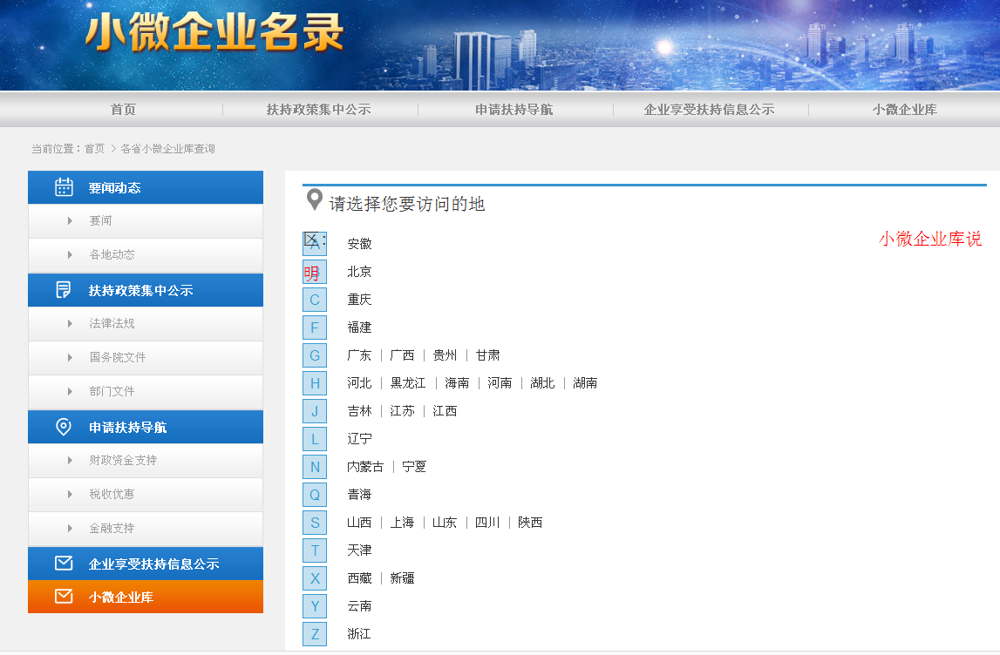 小微企业名录
首页 扶持政策集中公示 申请扶持导航 企业享受扶持信息公示 小微企业库
当前位置：首页 > 各省小微企业库查询
要闻动态
要闻
各地动态
扶持政策集中公示
法律法规
国务院文件
部门文件
申请扶持导航
财政资金支持
税收优惠
金融支持
企业享受扶持信息公示
小微企业库
请选择您要访问的地
区：
小微企业库说
明
A 安徽
B 北京
C 重庆
F 福建
G 广东 | 广西 | 贵州 | 甘肃
H 河北 | 黑龙江 | 海南 | 河南 | 湖北 | 湖南
J 吉林 | 江苏 | 江西
L 辽宁
N 内蒙古 | 宁夏
Q 青海
S 山西 | 上海 | 山东 | 四川 | 陕西
T 天津
X 西藏 | 新疆
Y 云南
Z 浙江